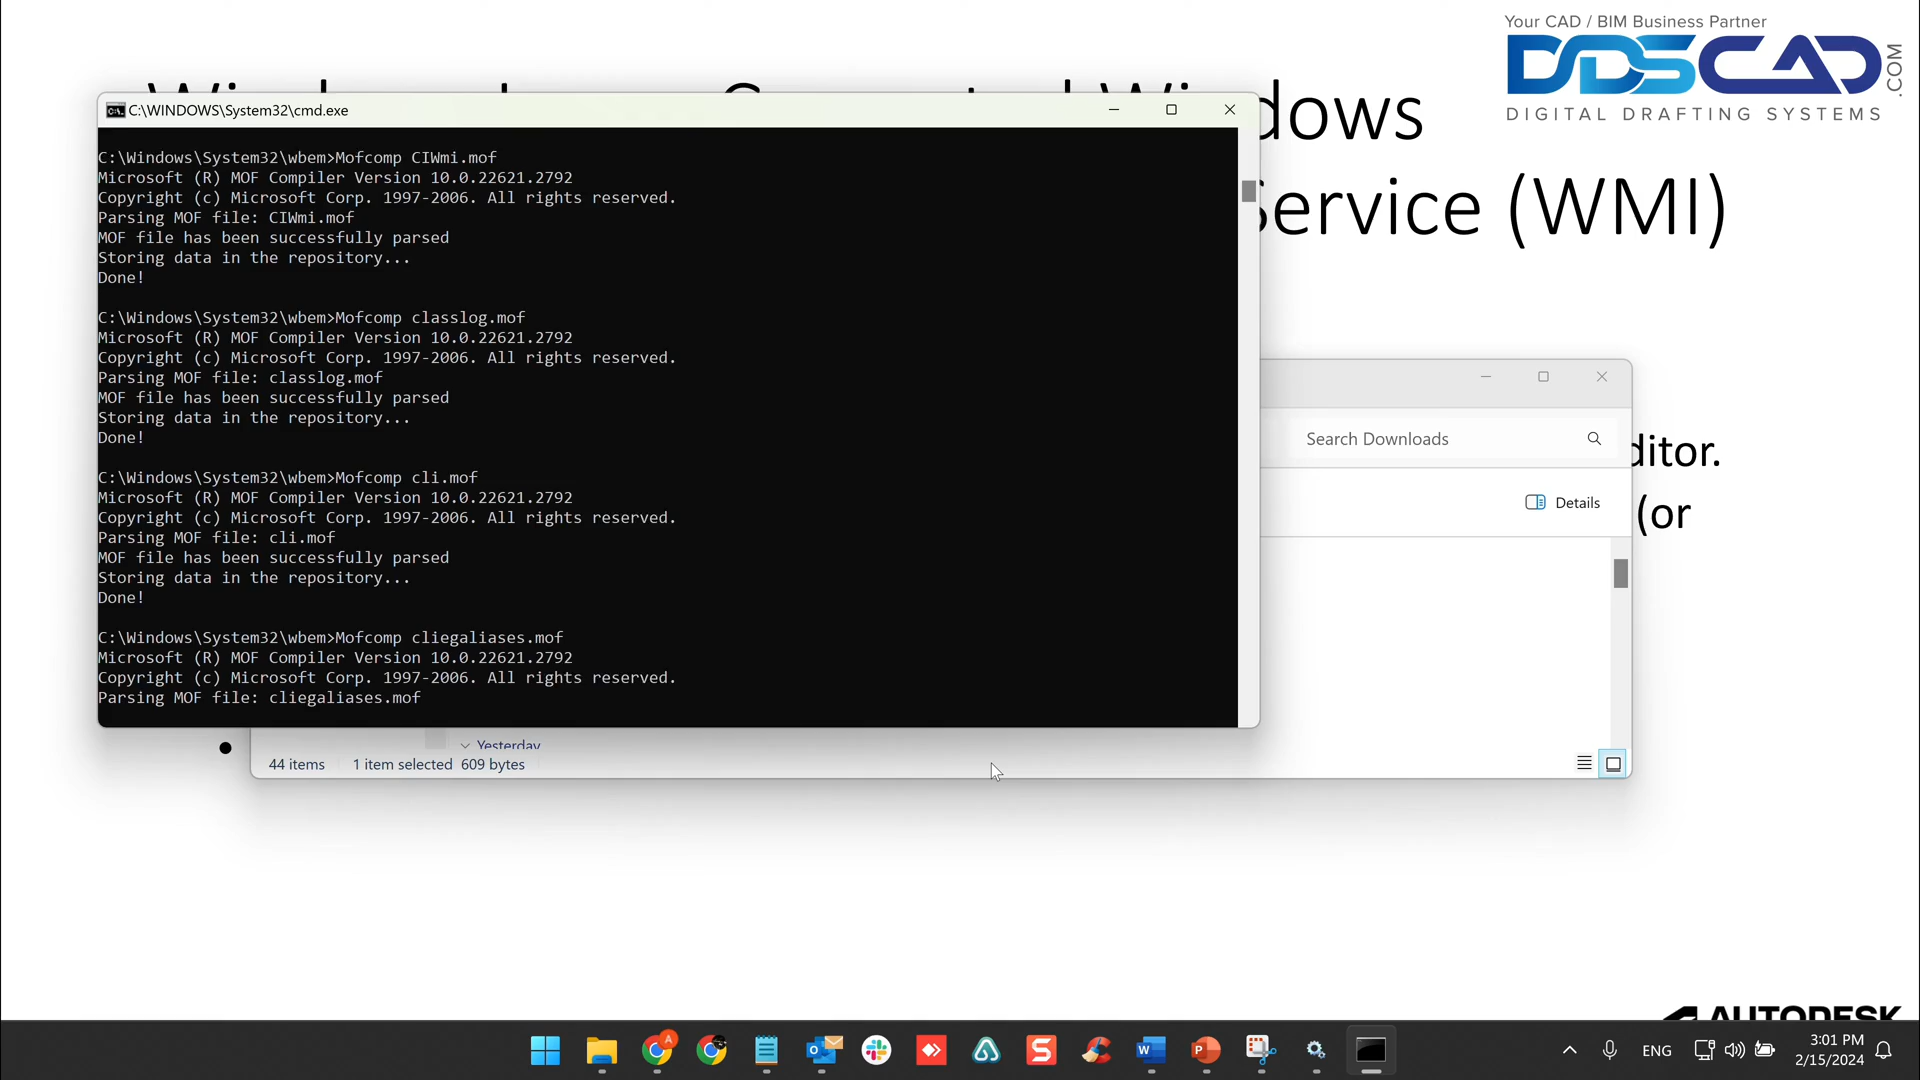 Your CAD / BIM Business Partner
DDSCAD
.COM
DIGITAL DRAFTING SYSTEMS
dows
Service (WMI)
C:\WINDOWS\System32\cmd.exe
C:\Windows\System32\wbem>Mofcomp CIWmi.mof
Microsoft (R) MOF Compiler Version 10.0.22621.2792
Copyright (c) Microsoft Corp. 1997-2006. All rights reserved.
Parsing MOF file: CIWmi.mof
MOF file has been successfully parsed
Storing data in the repository...
Done!
C:\Windows\System32\wbem>Mofcomp classlog.mof
Microsoft (R) MOF Compiler Version 10.0.22621.2792
Copyright (c) Microsoft Corp. 1997-2006. All rights reserved.
Parsing MOF file: classlog.mof
MOF file has been successfully parsed
Storing data in the repository...
Done!
C:\Windows\System32\wbem>Mofcomp cli.mof
Microsoft (R) MOF Compiler Version 10.0.22621.2792
Copyright (c) Microsoft Corp. 1997-2006. All rights reserved.
Parsing MOF file: cli.mof
MOF file has been successfully parsed
Storing data in the repository...
Done!
C:\Windows\System32\wbem>Mofcomp cliegaliases.mof
Microsoft (R) MOF Compiler Version 10.0.22621.2792
Copyright (c) Microsoft Corp. 1997-2006. All rights reserved.
Parsing MOF file: cliegaliases.mof
Search Downloads
ditor.
Details
(or
Yesterday
44 items 1 item selected 609 bytes
AUTODESK
ENG
3:01 PM
2/15/2024